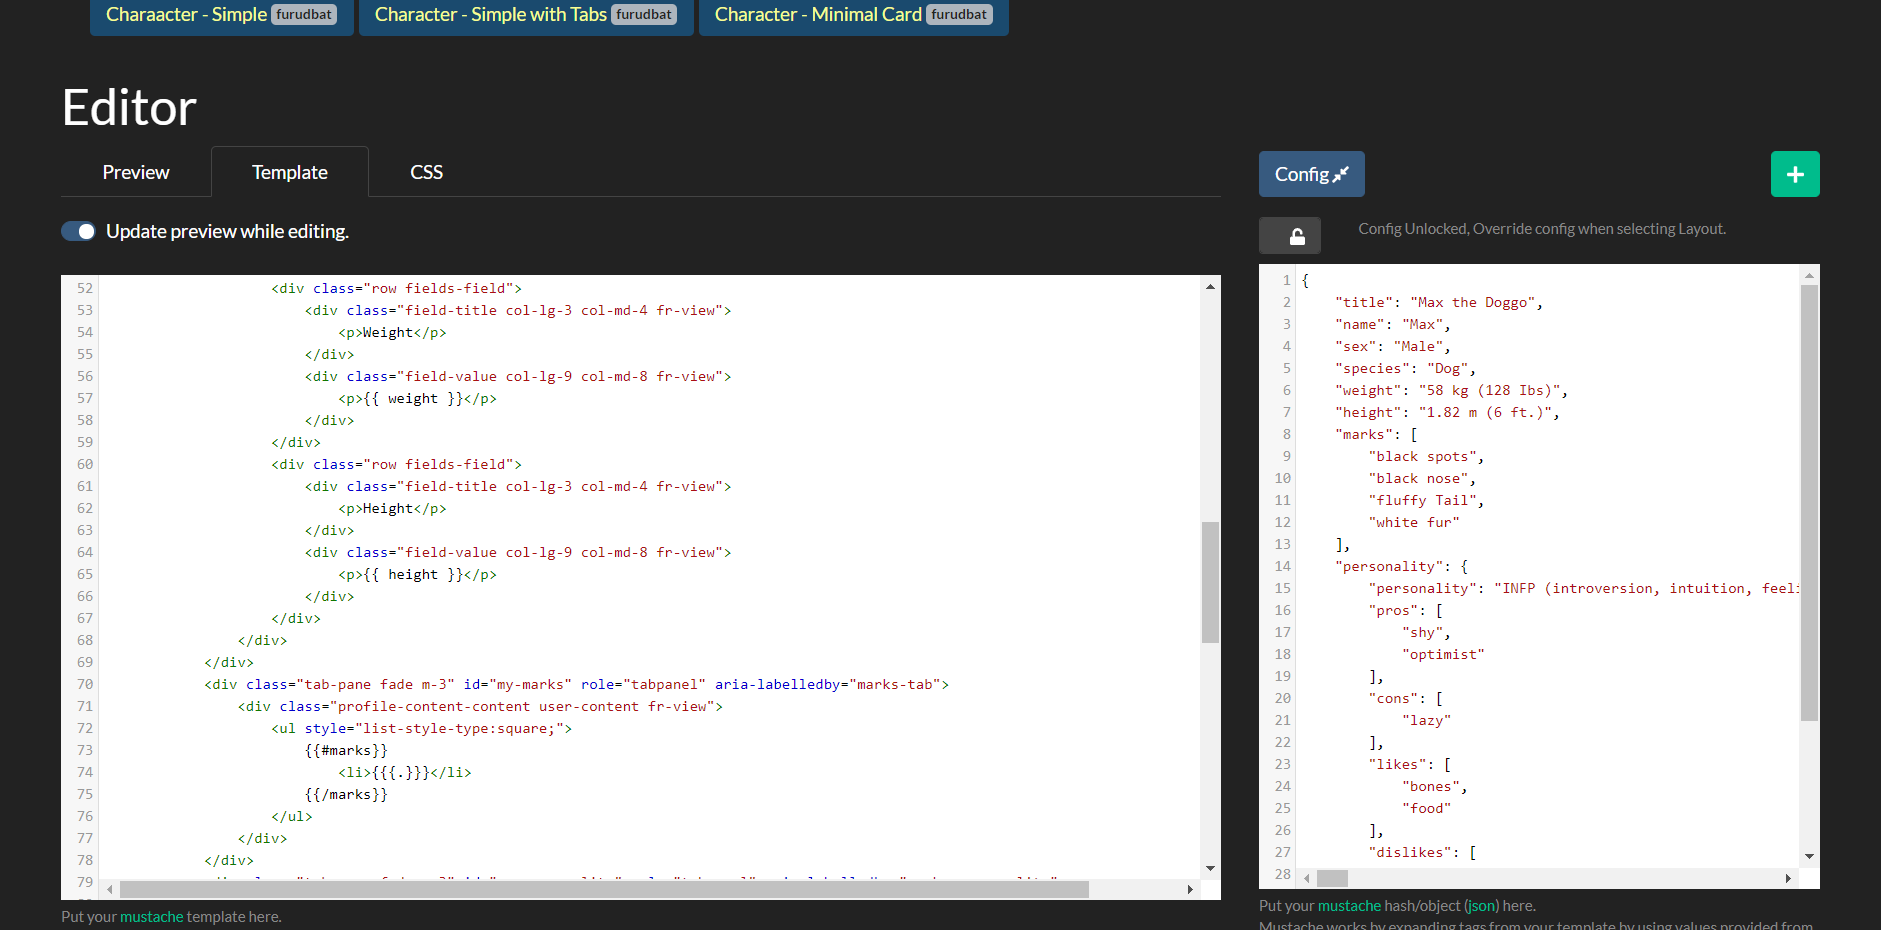 Charaacter - Simple furudbat
Character - Simple with Tabs furudbat
Character - Minimal Card furudbat
Editor
Preview
Template
CSS
Update preview while editing.
52 <div class="row fields-field">
53 <div class="field-title col-lg-3 col-md-4 fr-view">
54 <p>Weight</p>
55 </div>
56 <div class="field-value col-lg-9 col-md-8 fr-view">
57 <p>{{ weight }}</p>
58 </div>
59 </div>
60 <div class="row fields-field">
61 <div class="field-title col-lg-3 col-md-4 fr-view">
62 <p>Height</p>
63 </div>
64 <div class="field-value col-lg-9 col-md-8 fr-view">
65 <p>{{ height }}</p>
66 </div>
67 </div>
68 </div>
69 </div>
70 <div class="tab-pane fade m-3" id="my-marks" role="tabpanel" aria-labelledby="marks-tab">
71 <div class="profile-content-content user-content fr-view">
72 <ul style="list-style-type:square;">
73 {{#marks}}
74 <li>{{{.}}}</li>
75 {{/marks}}
76 </ul>
77 </div>
78 </div>
79
Put your mustache template here.
Config
Config Unlocked, Override config when selecting Layout.
1 {
2 "title": "Max the Doggo",
3 "name": "Max",
4 "sex": "Male",
5 "species": "Dog",
6 "weight": "58 kg (128 Ibs)",
7 "height": "1.82 m (6 ft.)",
8 "marks": [
9 "black spots",
10 "black nose",
11 "fluffy Tail",
12 "white fur"
13 ],
14 "personality": {
15 "personality": "INFP (introversion, intuition, feeli
16 "pros": [
17 "shy",
18 "optimist"
19 ],
20 "cons": [
21 "lazy"
22 ],
23 "likes": [
24 "bones",
25 "food"
26 ],
27 "dislikes": [
28
Put your mustache hash/object (json) here.
Mustache works by expanding tags from your template by using values provided from